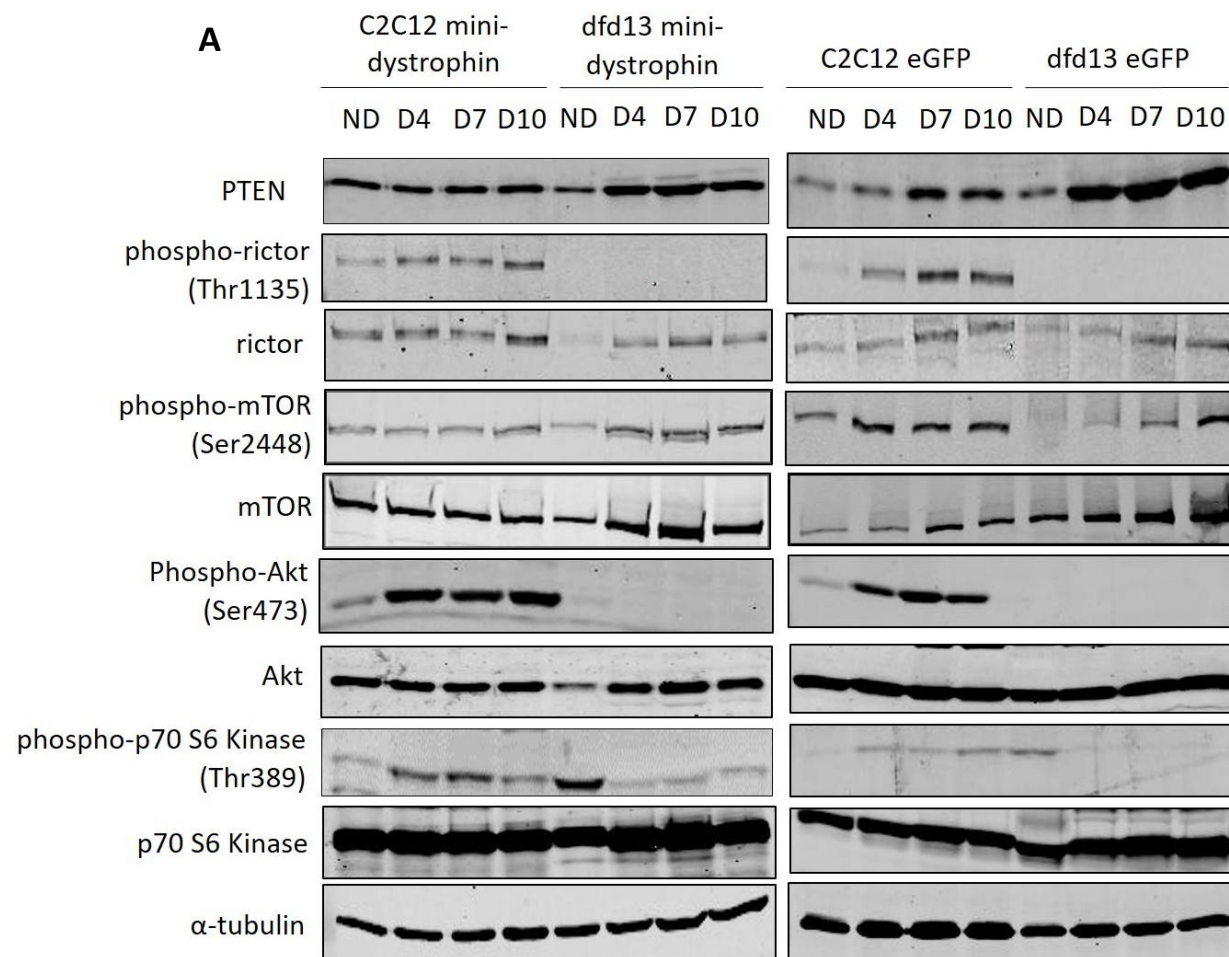 A
C2C12 mini-
dystrophin
dfd13 mini-
dystrophin
C2C12 eGFP
dfd13 eGFP
ND D4 D7 D10 ND D4 D7 D10
ND D4 D7 D10 ND D4 D7 D10
PTEN
phospho-rictor
(Thr1135)
rictor
phospho-mTOR
(Ser2448)
mTOR
Phospho-Akt
(Ser473)
Akt
phospho-p70 S6 Kinase
(Thr389)
p70 S6 Kinase
α-tubulin